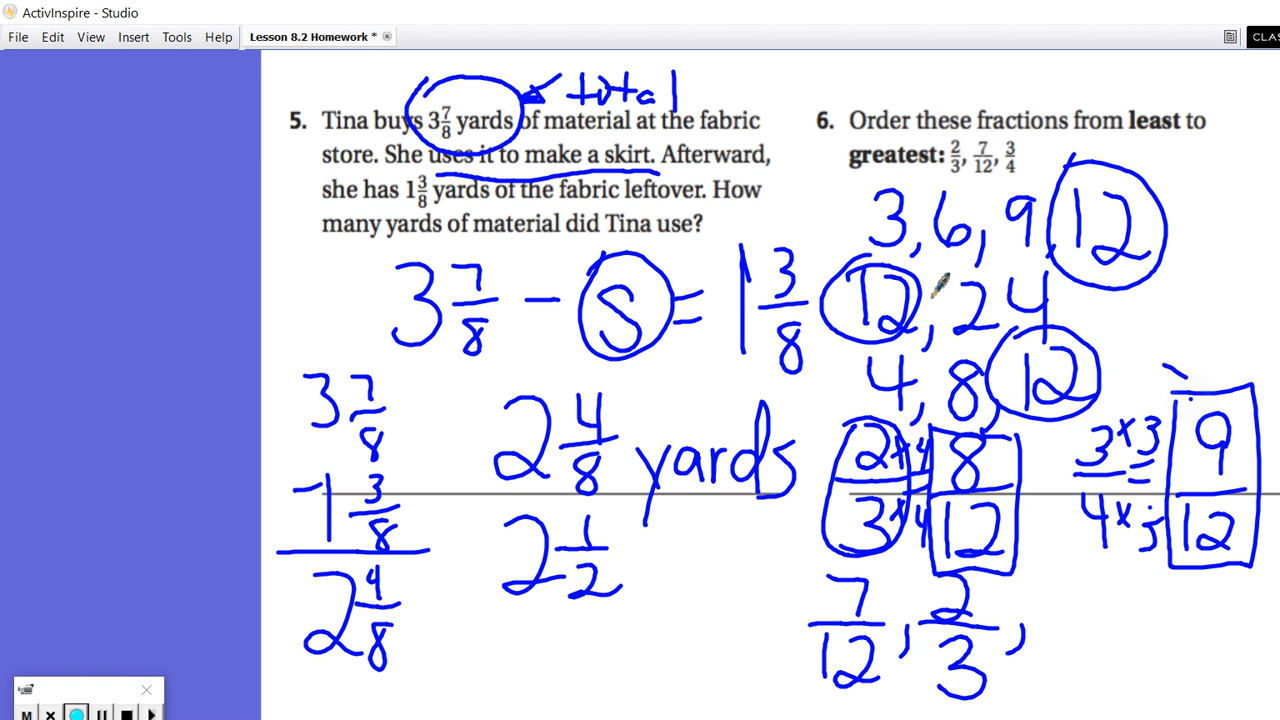 ActivInspire - Studio
File Edit View Insert Tools Help Lesson 8.2 Homework * CLAS
total
5. Tina buys 3 7/8 yards of material at the fabric
store. She uses it to make a skirt. Afterward,
she has 1 3/8 yards of the fabric leftover. How
many yards of material did Tina use?
3 7/8 - S = 1 3/8
3 7/8
-1 3/8
2 4/8
2 4/8 yards
2 1/2
6. Order these fractions from least to
greatest: 2/3, 7/12, 3/4
3, 6, 9, 12
12, 24
4, 8, 12
2/3 ×4/×4 = 8/12
3/4 ×3/×3 = 9/12
7/12, 2/3,
M